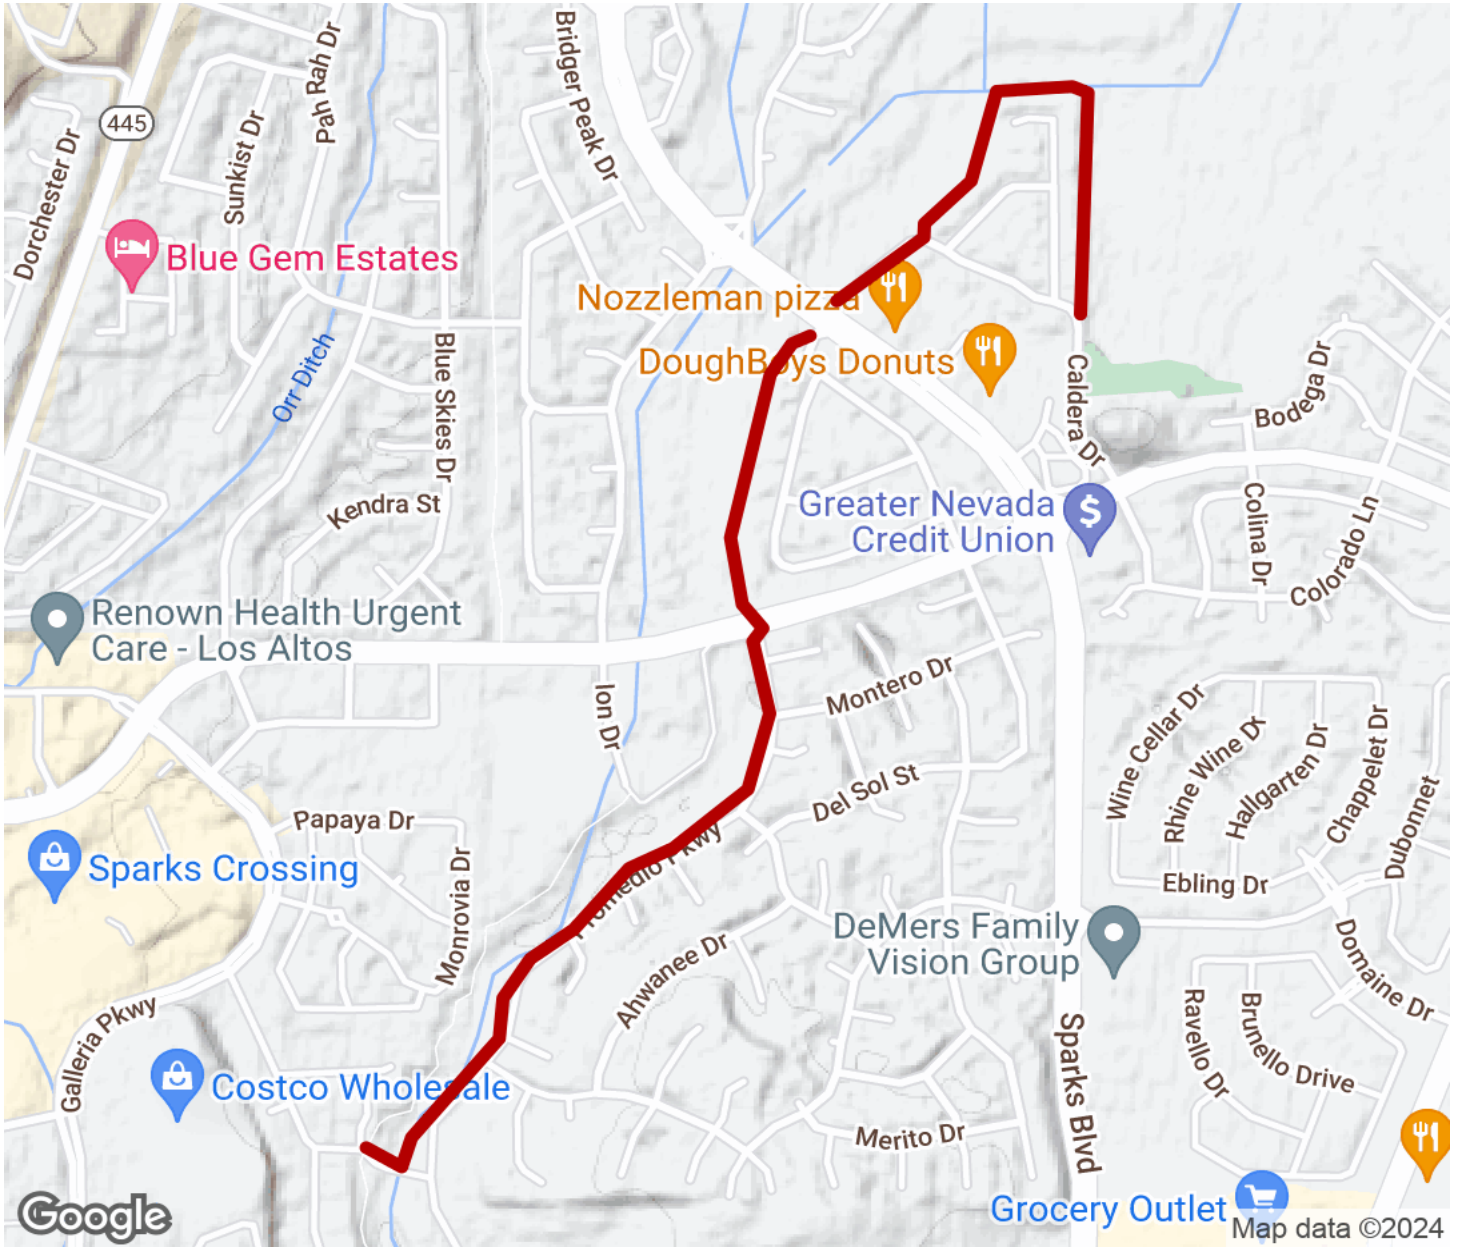 Bridger Peak Dr
Pah Rah Dr
445
Sunkist Dr
Dorchester Dr
Blue Gem Estates
Nozzleman pizza
DoughBoys Donuts
Orr Ditch
Blue Skies Dr
Caldera Dr
Bodega Dr
Kendra St
Greater Nevada
Credit Union
Colina Dr
Colorado Ln
Renown Health Urgent
Care - Los Altos
Ion Dr
Montero Dr
Wine Cellar Dr
Rhine Wine Dr
Hallgarten Dr
Chappelet Dr
Dubonnet
Del Sol St
Papaya Dr
Sparks Crossing
Monrovia Dr
Promedio Pkwy
Ebling Dr
DeMers Family
Vision Group
Ahwanee Dr
Domaine Dr
Galleria Pkwy
Ravello Dr
Brunello Drive
Costco Wholesale
Sparks Blvd
Merito Dr
Grocery Outlet
Google
Map data ©2024